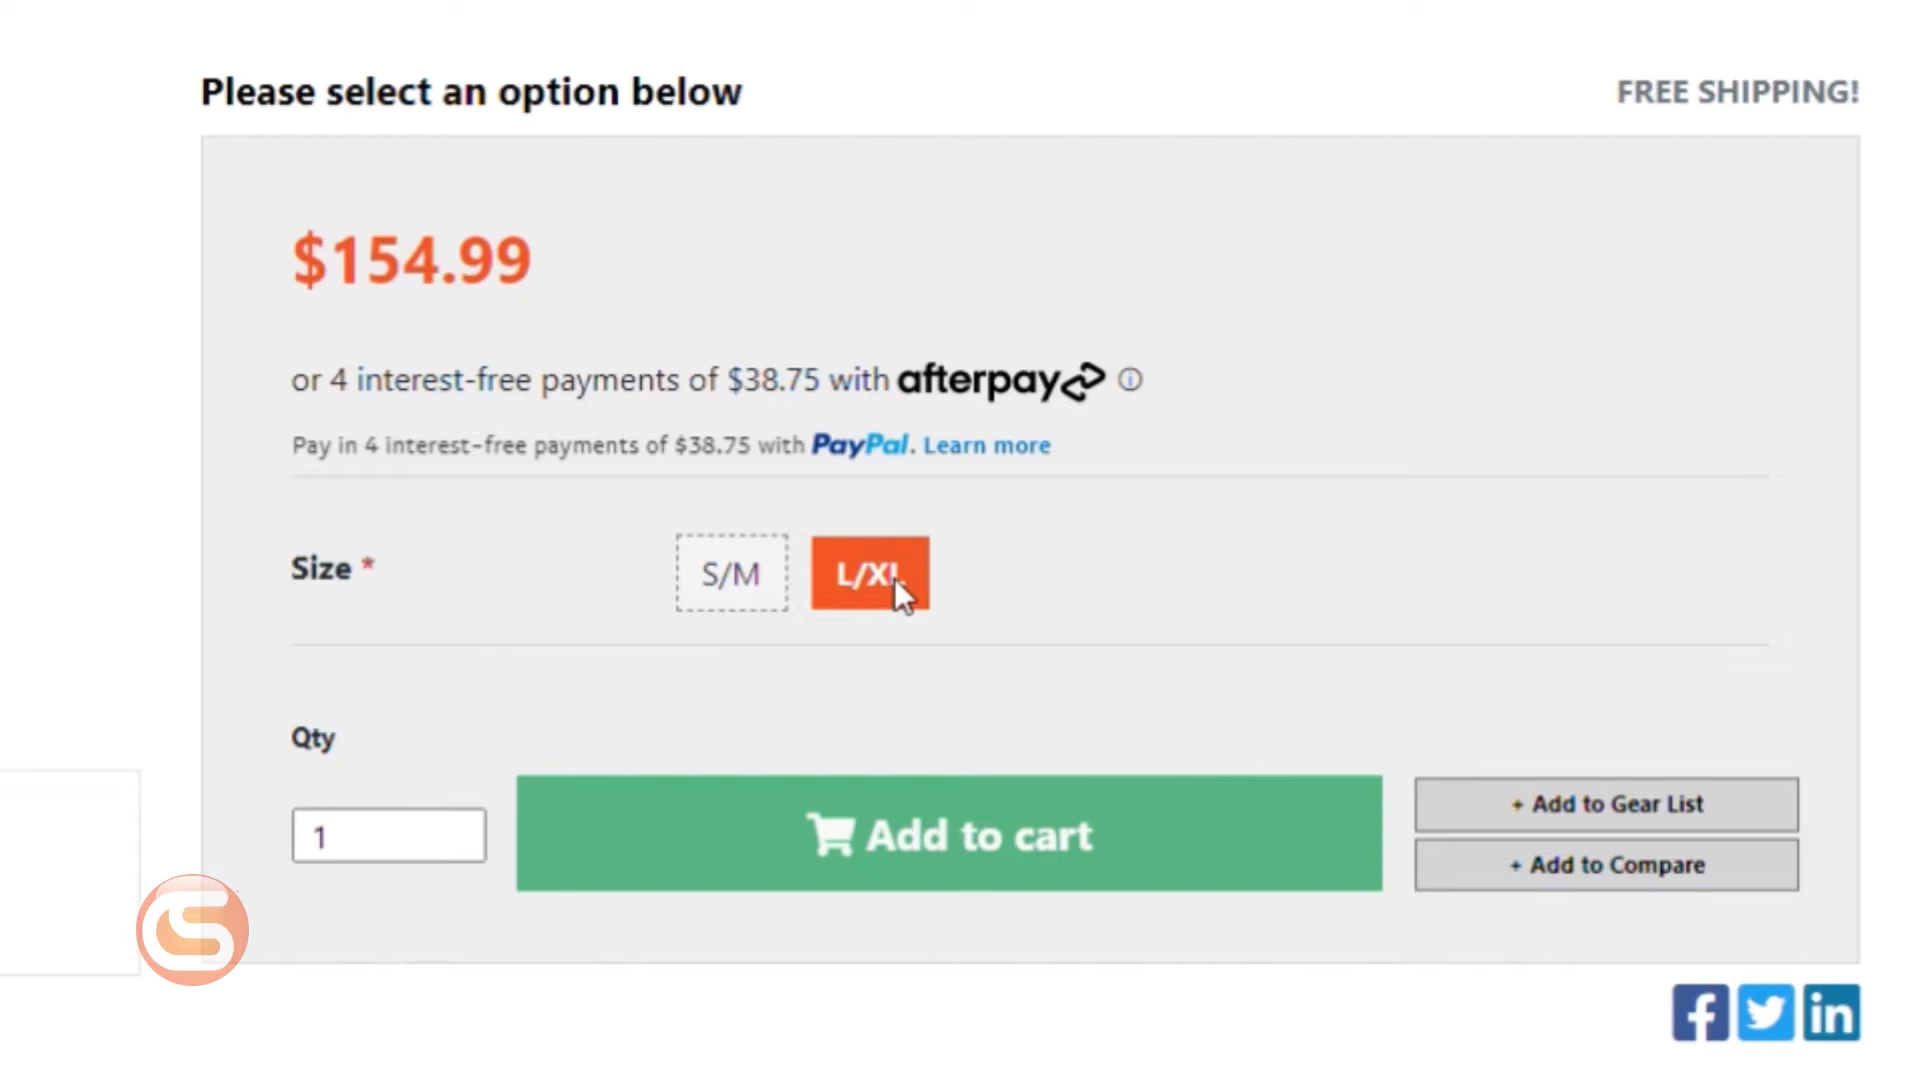 Please select an option below
FREE SHIPPING!
$154.99
or 4 interest-free payments of $38.75 with afterpay
Pay in 4 interest-free payments of $38.75 with PayPal. Learn more
Size *
S/M
L/XL
Qty
1
Add to cart
+ Add to Gear List
+ Add to Compare